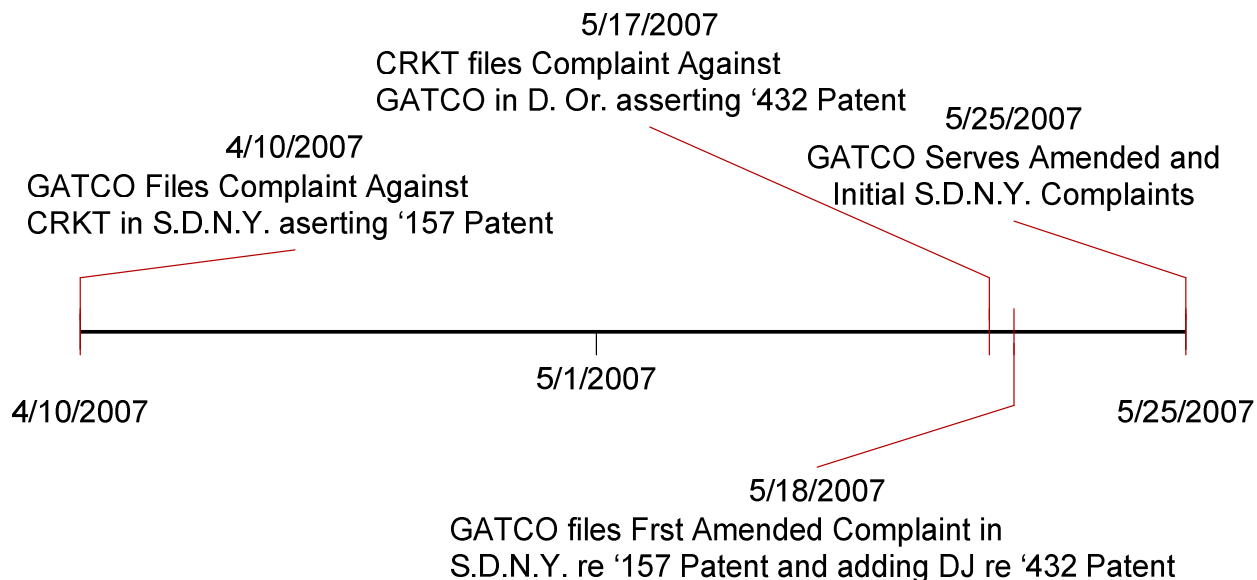 5/17/2007
CRKT files Complaint Against
GATCO in D. Or. asserting ‘432 Patent
5/25/2007
GATCO Serves Amended and
Initial S.D.N.Y. Complaints
4/10/2007
GATCO Files Complaint Against
CRKT in S.D.N.Y. aserting ‘157 Patent
5/1/2007
4/10/2007
5/25/2007
5/18/2007
GATCO files Frst Amended Complaint in
S.D.N.Y. re ‘157 Patent and adding DJ re ‘432 Patent